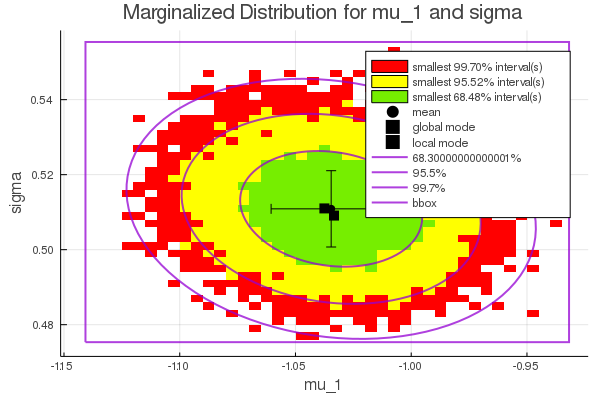 Marginalized Distribution for mu_1 and sigma
smallest 99.70% interval(s)
smallest 95.52% interval(s)
smallest 68.48% interval(s)
mean
global mode
local mode
68.30000000000001%
95.5%
99.7%
bbox
sigma
0.54
0.52
0.50
0.48
-1.15
-1.10
-1.05
-1.00
-0.95
mu_1